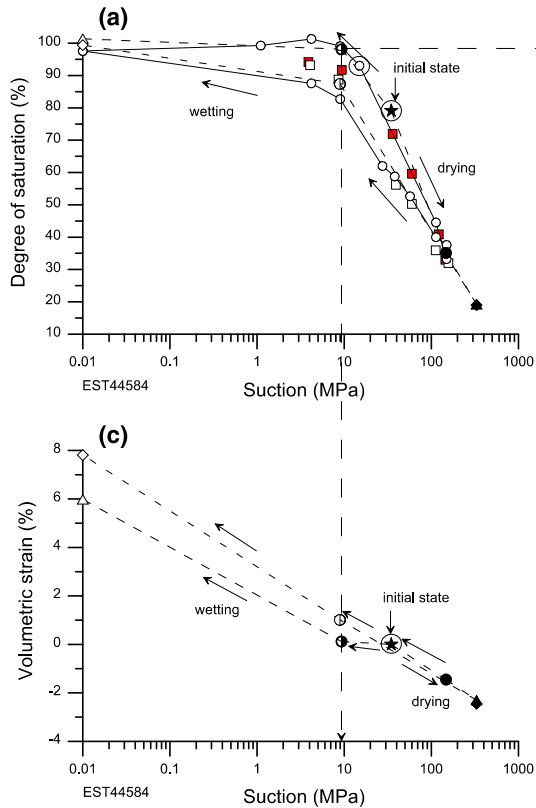 (a)
100
90
80
70
60
50
40
30
20
10
Degree of saturation (%)
initial state
wetting
drying
0.01
0.1
1
10
100
1000
EST44584
Suction (MPa)
(c)
8
6
4
2
0
-2
-4
Volumetric strain (%)
initial state
wetting
drying
0.01
0.1
1
10
100
1000
EST44584
Suction (MPa)